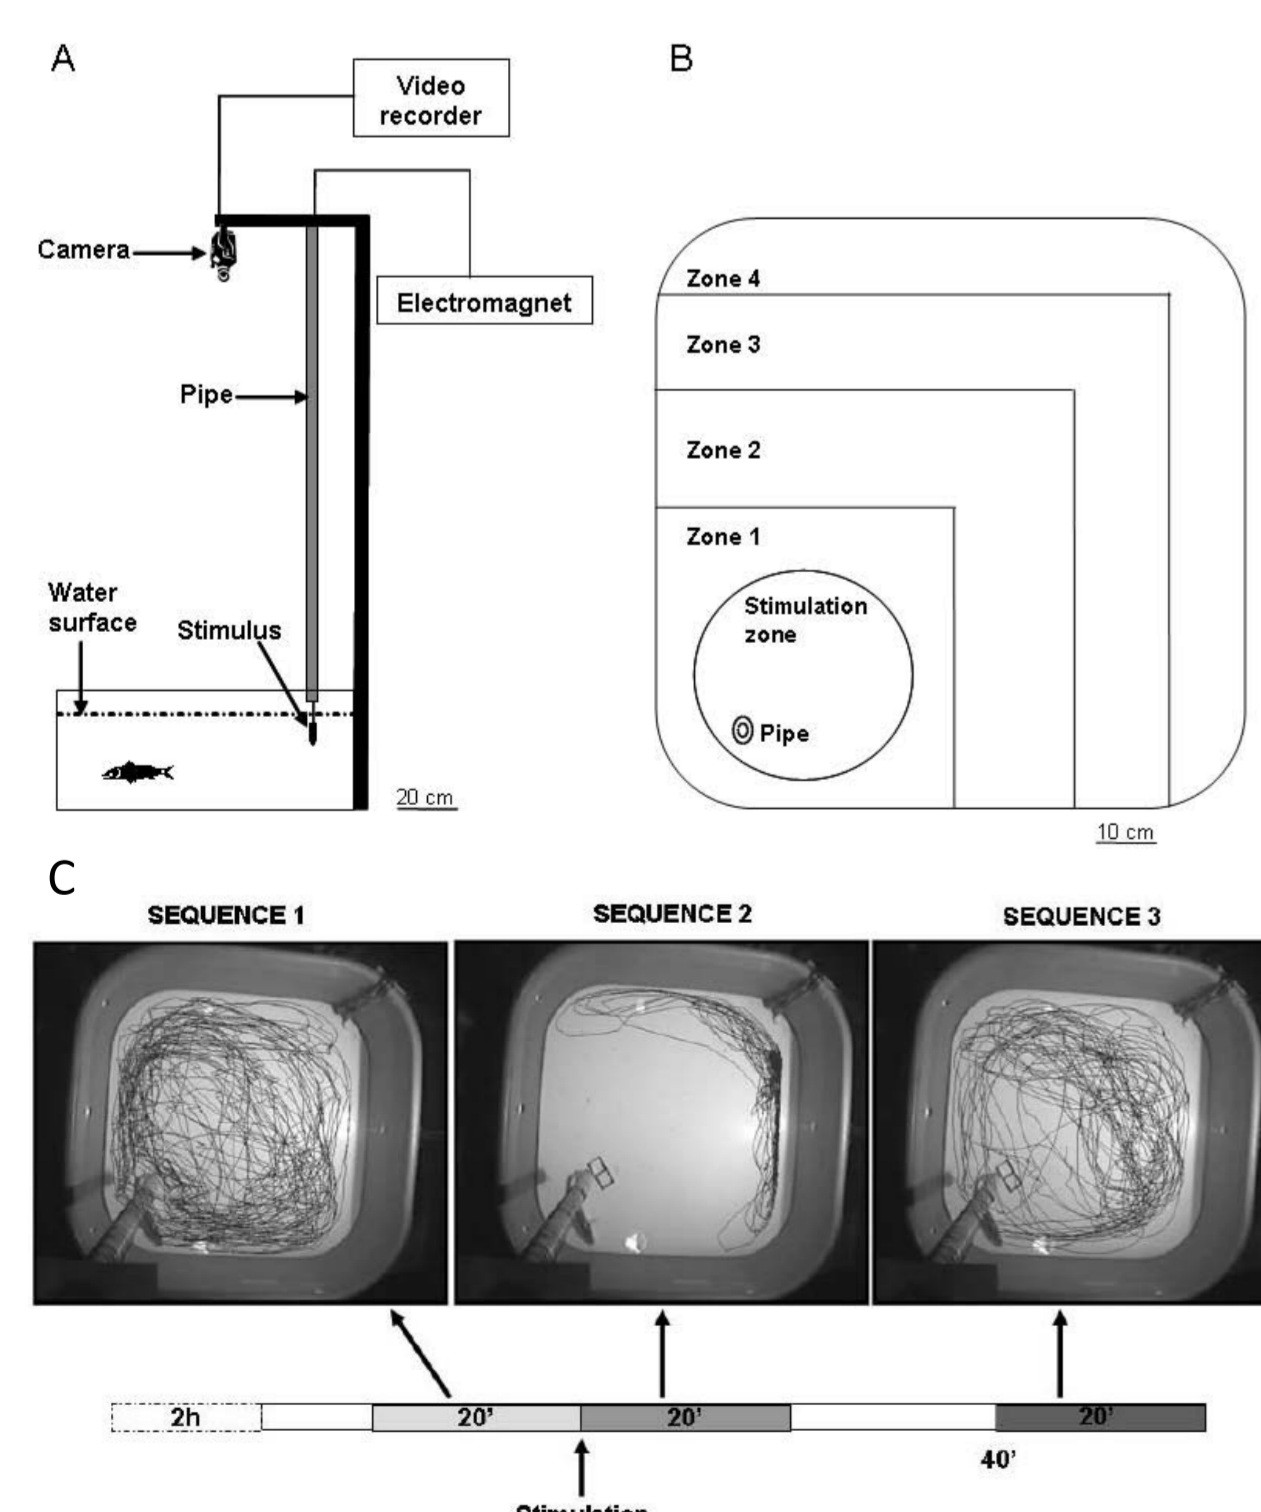 A
B
Video
recorder
Camera
Electromagnet
Pipe
Water
surface
Stimulus
20 cm
Zone 4
Zone 3
Zone 2
Zone 1
Stimulation
zone
Pipe
10 cm
C
SEQUENCE 1
SEQUENCE 2
SEQUENCE 3
2h
20’
20’
20’
40’
Stimulation